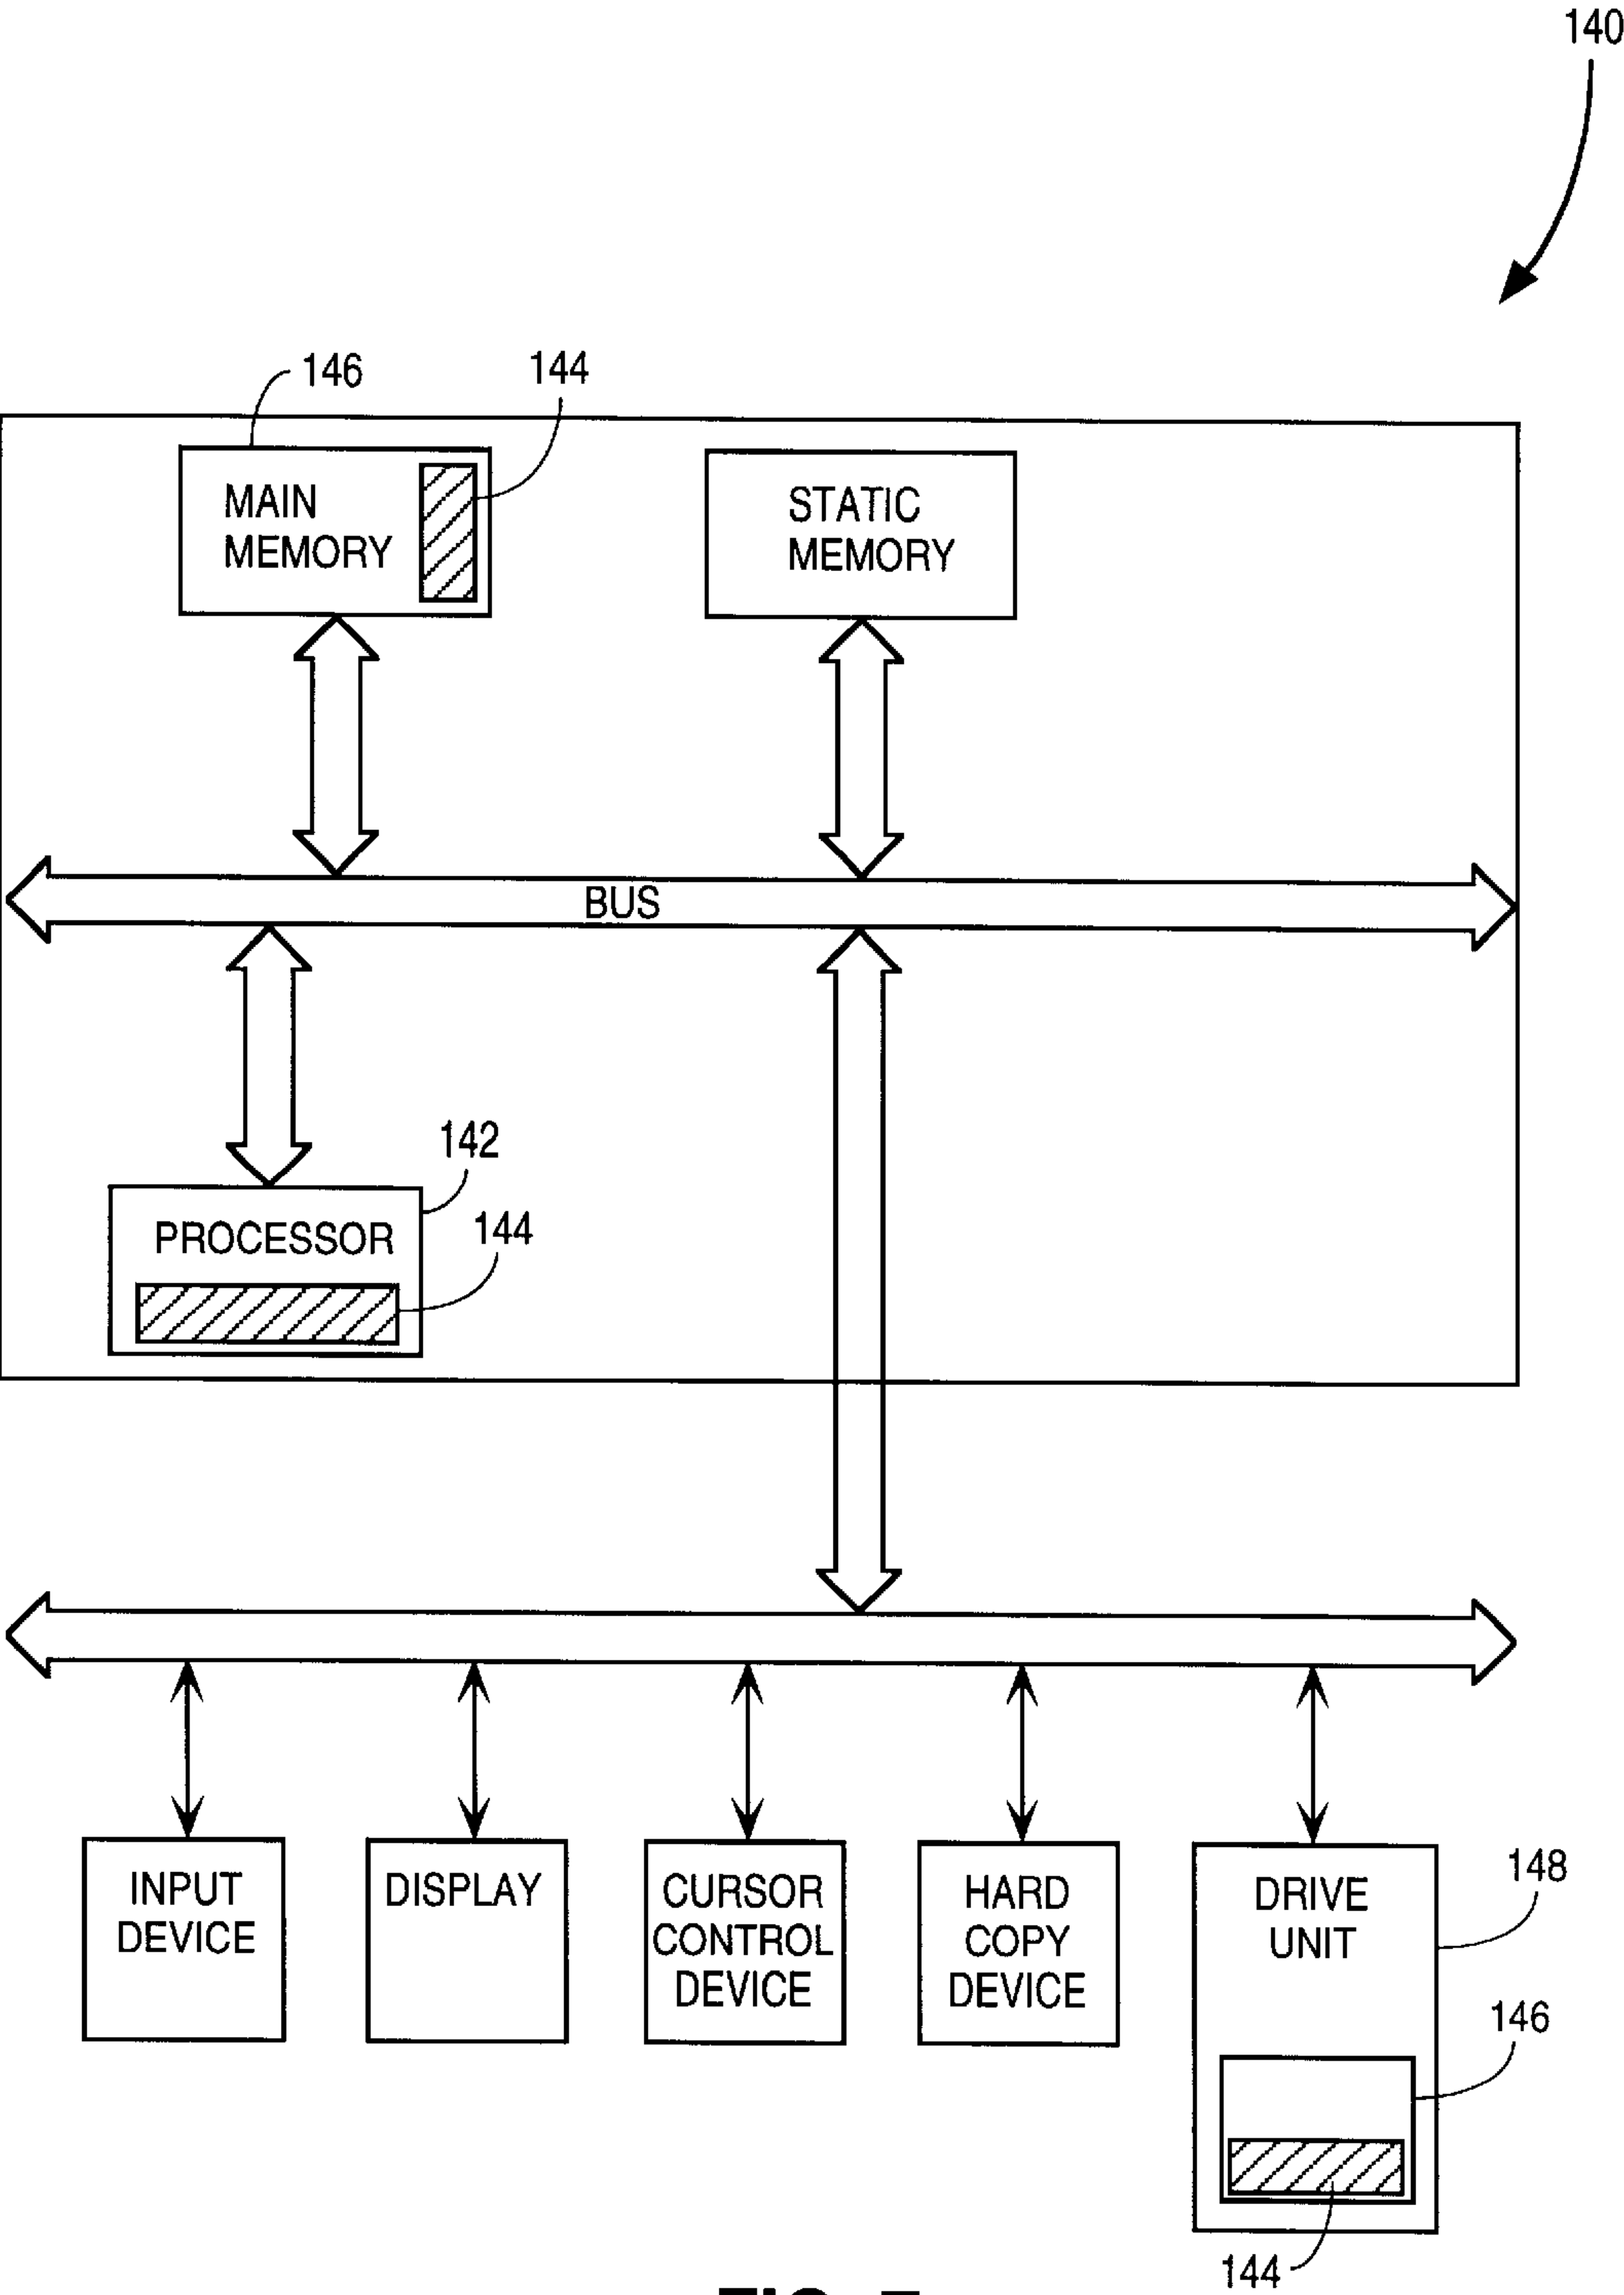 140
146
144
MAIN
MEMORY
STATIC
MEMORY
BUS
142
PROCESSOR
144
INPUT
DEVICE
DISPLAY
CURSOR
CONTROL
DEVICE
HARD
COPY
DEVICE
DRIVE
UNIT
148
146
144